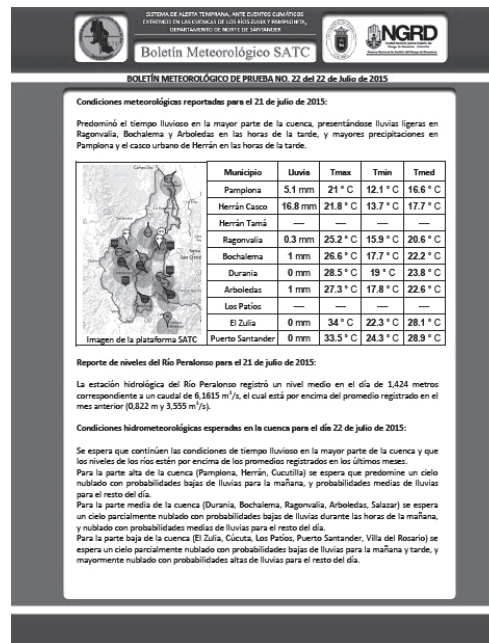 SISTEMA DE ALERTA TEMPRANA, ANTE EVENTOS CLIMÁTICOS
EXTREMOS EN LAS CUENCAS DE LOS RÍOS ZULIA Y PAMPLONITA,
DEPARTAMENTO DE NORTE DE SANTANDER
Boletín Meteorológico SATC
NGRD
BOLETÍN METEOROLÓGICO DE PRUEBA NO. 22 del 22 de Julio de 2015
Condiciones meteorológicas reportadas para el 21 de julio de 2015:
Predominó el tiempo lluvioso en la mayor parte de la cuenca, presentándose lluvias ligeras en
Ragonvalia, Bochalema y Arboledas en las horas de la tarde, y mayores precipitaciones en
Pamplona y el casco urbano de Herrán en las horas de la tarde.
Municipio Lluvia Tmax Tmin Tmed
Pamplona 5.1 mm 21 ° C 12.1 ° C 16.6 ° C
Herrán Casco 16.8 mm 21.8 ° C 13.7 ° C 17.7 ° C
Herrán Tamá — — — —
Ragonvalia 0.3 mm 25.2 ° C 15.9 ° C 20.6 ° C
Bochalema 1 mm 26.6 ° C 17.7 ° C 22.2 ° C
Durania 0 mm 28.5 ° C 19 ° C 23.8 ° C
Arboledas 1 mm 27.3 ° C 17.8 ° C 22.6 ° C
Los Patios — — — —
El Zulia 0 mm 34 ° C 22.3 ° C 28.1 ° C
Puerto Santander 0 mm 33.5 ° C 24.3 ° C 28.9 ° C
Imagen de la plataforma SATC
Reporte de niveles del Río Peralonso para el 21 de julio de 2015:
La estación hidrológica del Río Peralonso registró un nivel medio en el día de 1,424 metros
correspondiente a un caudal de 6,1615 m³/s, el cual está por encima del promedio registrado en el
mes anterior (0,822 m y 3,555 m³/s).
Condiciones hidrometeorológicas esperadas en la cuenca para el día 22 de julio de 2015:
Se espera que continúen las condiciones de tiempo lluvioso en la mayor parte de la cuenca y que
los niveles de los ríos estén por encima de los promedios registrados en los últimos meses.
Para la parte alta de la cuenca (Pamplona, Herrán, Cucutilla) se espera que predomine un cielo
nublado con probabilidades bajas de lluvias para la mañana, y probabilidades medias de lluvias
para el resto del día.
Para la parte media de la cuenca (Durania, Bochalema, Ragonvalia, Arboledas, Salazar) se espera
un cielo parcialmente nublado con probabilidades bajas de lluvias durante las horas de la mañana,
y nublado con probabilidades medias de lluvias para el resto del día.
Para la parte baja de la cuenca (El Zulia, Cúcuta, Los Patios, Puerto Santander, Villa del Rosario) se
espera un cielo parcialmente nublado con probabilidades bajas de lluvias para la mañana y tarde, y
mayormente nublado con probabilidades altas de lluvias para el resto del día.